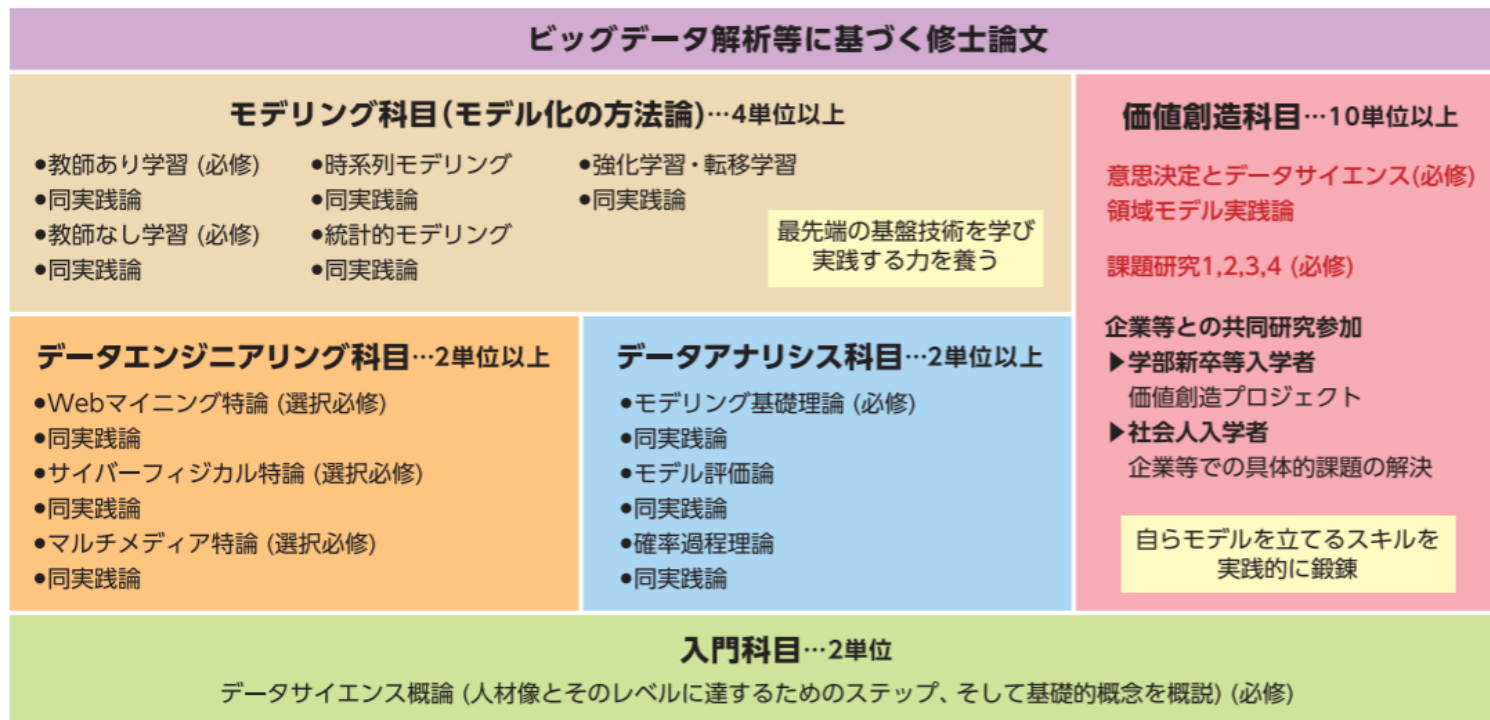 ビッグデータ解析等に基づく修士論文
モデリング科目(モデル化の方法論)…4単位以上
●教師あり学習 (必修)
●同実践論
●教師なし学習 (必修)
●同実践論
●時系列モデリング
●同実践論
●統計的モデリング
●同実践論
●強化学習・転移学習
●同実践論
最先端の基盤技術を学び
実践する力を養う
価値創造科目…10単位以上
意思決定とデータサイエンス(必修)
領域モデル実践論
課題研究1,2,3,4 (必修)
企業等との共同研究参加
▶学部新卒等入学者
価値創造プロジェクト
▶社会人入学者
企業等での具体的課題の解決
自らモデルを立てるスキルを
実践的に鍛錬
データエンジニアリング科目…2単位以上
●Webマイニング特論 (選択必修)
●同実践論
●サイバーフィジカル特論 (選択必修)
●同実践論
●マルチメディア特論 (選択必修)
●同実践論
データアナリシス科目…2単位以上
●モデリング基礎理論 (必修)
●同実践論
●モデル評価論
●同実践論
●確率過程理論
●同実践論
入門科目…2単位
データサイエンス概論 (人材像とそのレベルに達するためのステップ、そして基礎的概念を概説) (必修)